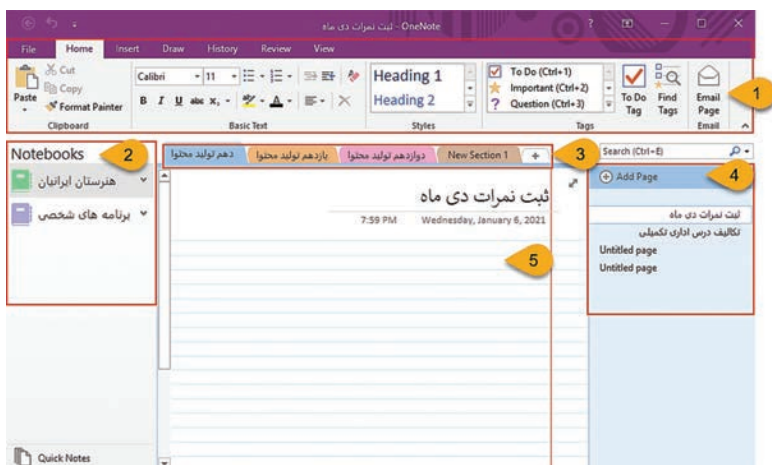 ثبت نمرات دی ماه - OneNote
?
File Home Insert Draw History Review View
Paste
Cut
Copy
Format Painter
Clipboard
Calibri 11
B I U abc x,
A
Basic Text
Heading 1
Heading 2
Styles
To Do (Ctrl+1)
Important (Ctrl+2)
? Question (Ctrl+3)
To Do Tag
Find Tags
Tags
Email Page
Email
1
Notebooks
2
هنرستان ایرانیان
برنامه های شخصی
Quick Notes
دهم تولید محتوا
یازدهم تولید محتوا
دوازدهم تولید محتوا
New Section 1
+
3
Search (Ctrl+E)
Add Page
4
ثبت نمرات دی ماه
تکالیف درس اداری تکمیلی
Untitled page
Untitled page
ثبت نمرات دی ماه
7:59 PM Wednesday, January 6, 2021
5